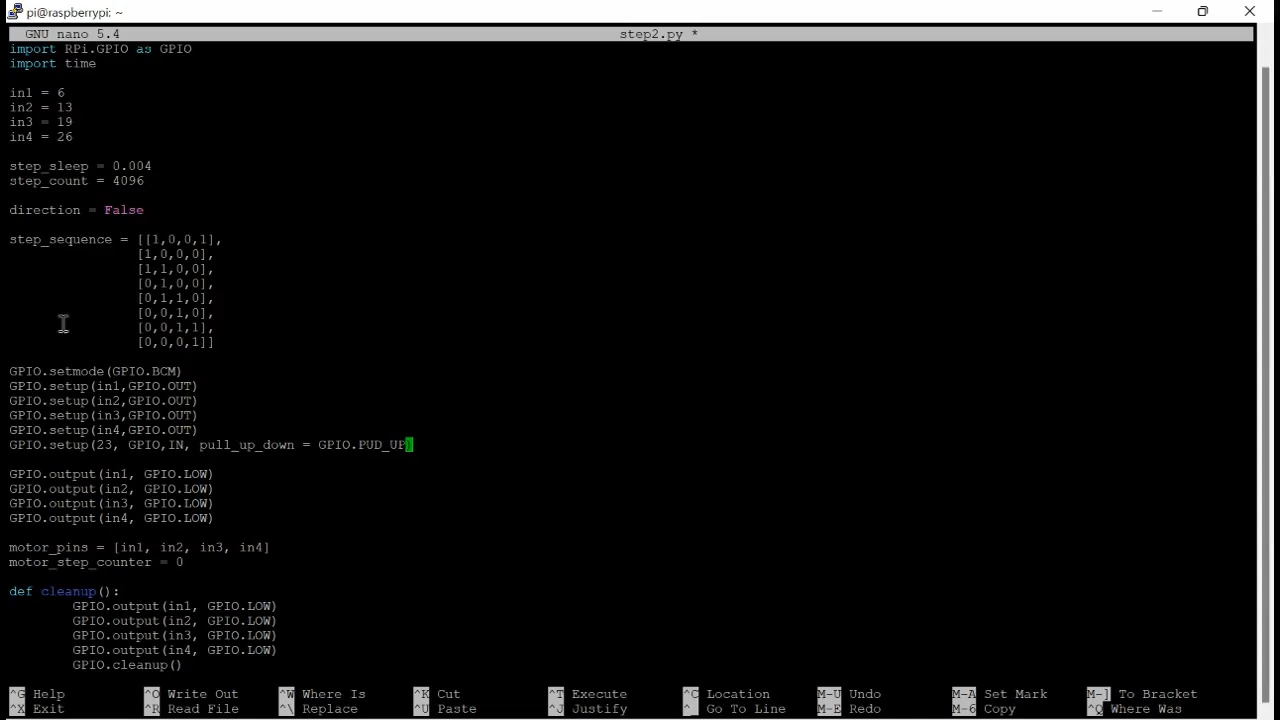 pi@raspberrypi: ~
GNU nano 5.4 step2.py *
import RPi.GPIO as GPIO
import time
in1 = 6
in2 = 13
in3 = 19
in4 = 26
step_sleep = 0.004
step_count = 4096
direction = False
step_sequence = [[1,0,0,1],
[1,0,0,0],
[1,1,0,0],
[0,1,0,0],
[0,1,1,0],
[0,0,1,0],
[0,0,1,1],
[0,0,0,1]]
GPIO.setmode(GPIO.BCM)
GPIO.setup(in1,GPIO.OUT)
GPIO.setup(in2,GPIO.OUT)
GPIO.setup(in3,GPIO.OUT)
GPIO.setup(in4,GPIO.OUT)
GPIO.setup(23, GPIO,IN, pull_up_down = GPIO.PUD_UP)
GPIO.output(in1, GPIO.LOW)
GPIO.output(in2, GPIO.LOW)
GPIO.output(in3, GPIO.LOW)
GPIO.output(in4, GPIO.LOW)
motor_pins = [in1, in2, in3, in4]
motor_step_counter = 0
def cleanup():
GPIO.output(in1, GPIO.LOW)
GPIO.output(in2, GPIO.LOW)
GPIO.output(in3, GPIO.LOW)
GPIO.output(in4, GPIO.LOW)
GPIO.cleanup()
^G Help ^O Write Out ^W Where Is ^K Cut ^T Execute ^C Location M-U Undo M-A Set Mark M-] To Bracket
^X Exit ^R Read File ^\ Replace ^U Paste ^J Justify ^_ Go To Line M-E Redo M-6 Copy ^Q Where Was